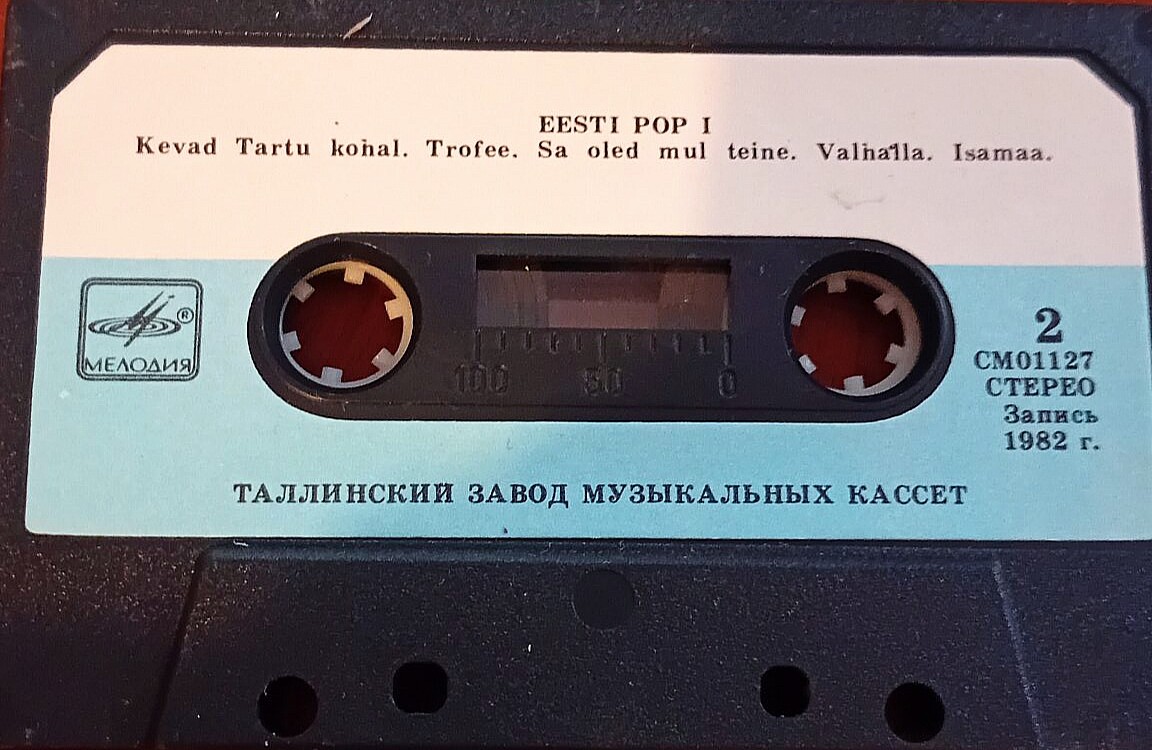 EESTI POP I
Kevad Tartu kohal. Trofee. Sa oled mul teine. Valhalla. Isamaa.
®
МЕЛОДИЯ
100 50 0
2
СМ01127
СТЕРЕО
Запись
1982 г.
ТАЛЛИНСКИЙ ЗАВОД МУЗЫКАЛЬНЫХ КАССЕТ